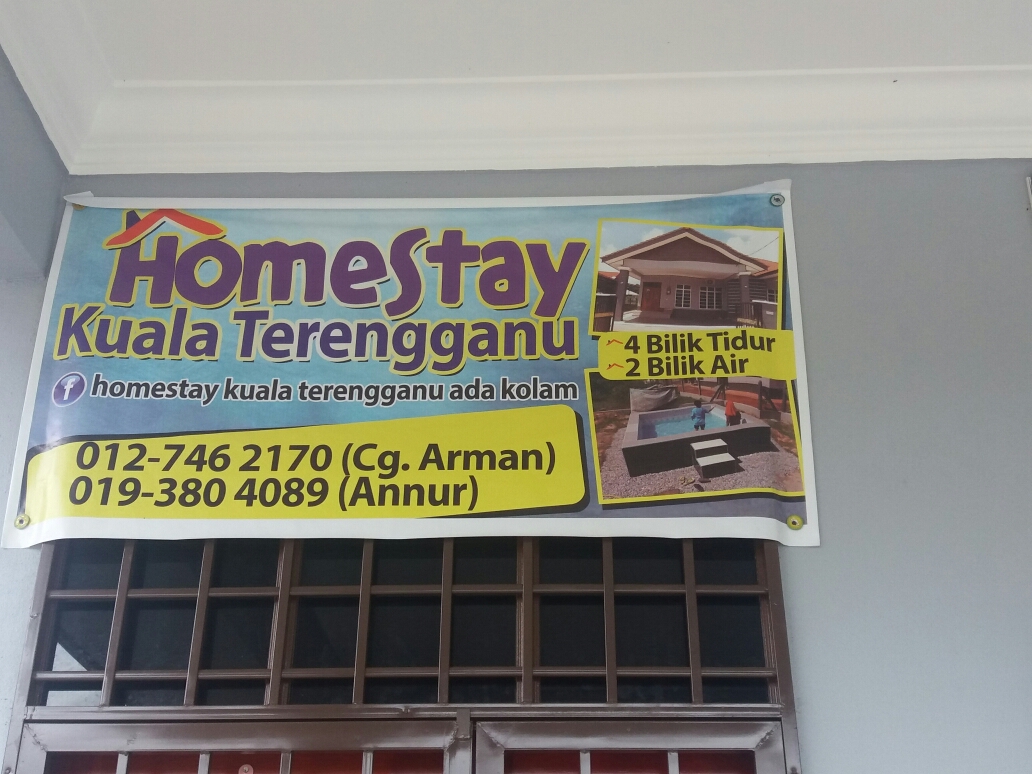 HomeStay
Kuala Terengganu
f homestay kuala terengganu ada kolam
012-746 2170 (Cg. Arman)
019-380 4089 (Annur)
4 Bilik Tidur
2 Bilik Air